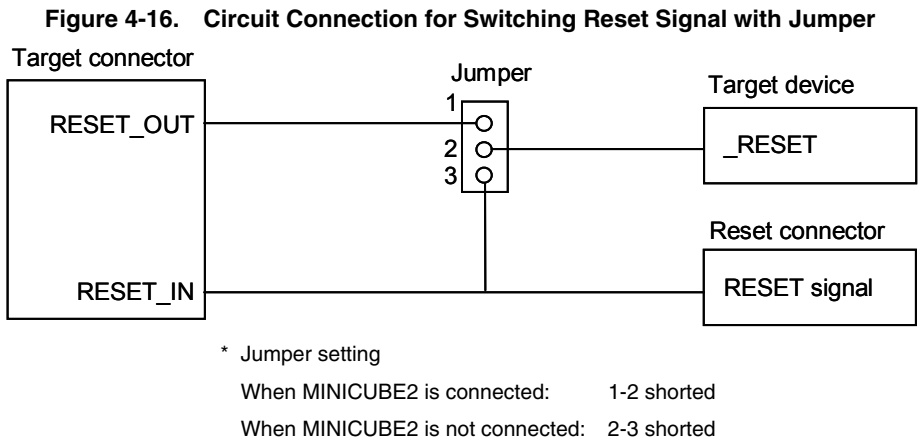 Figure 4-16. Circuit Connection for Switching Reset Signal with Jumper
Target connector
Jumper
Target device
RESET_OUT
1
2
3
_RESET
Reset connector
RESET_IN
RESET signal
* Jumper setting
When MINICUBE2 is connected: 1-2 shorted
When MINICUBE2 is not connected: 2-3 shorted